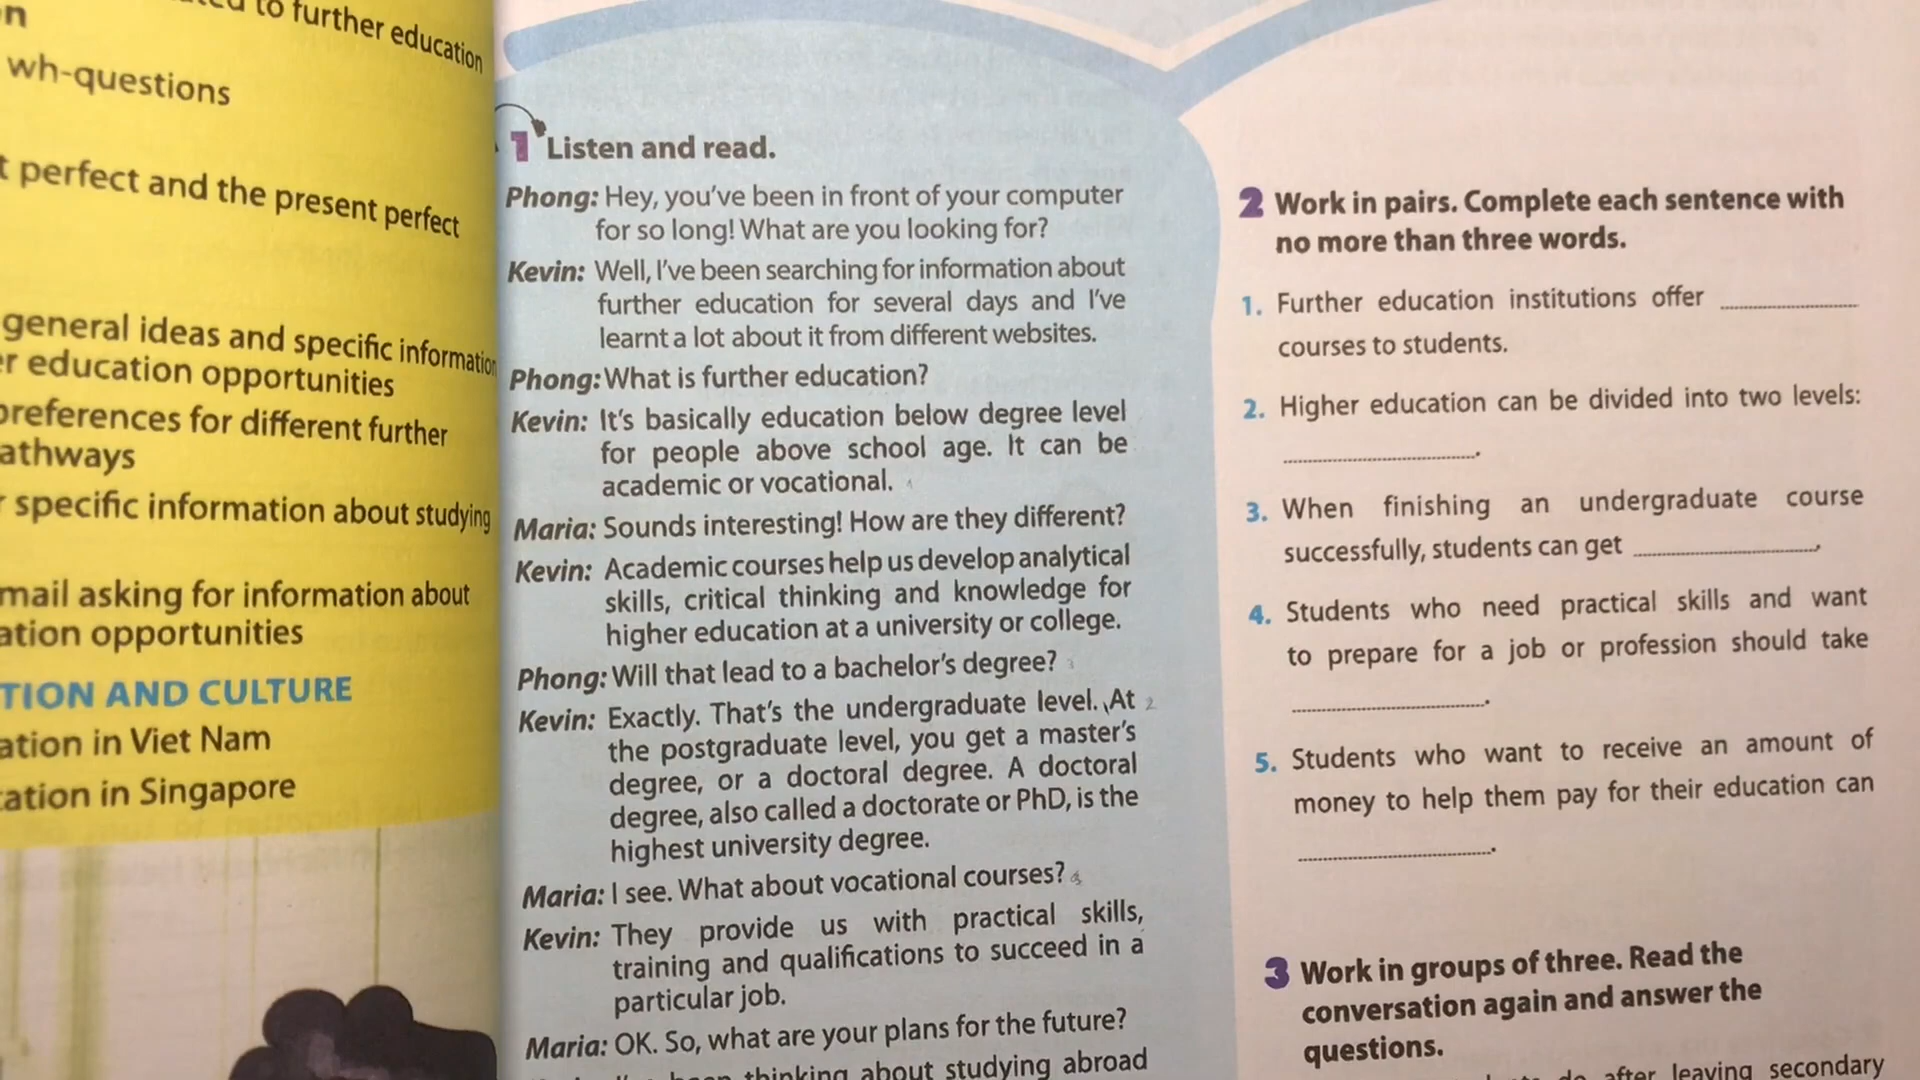 to further education
wh-questions
perfect and the present perfect
general ideas and specific information
education opportunities
preferences for different further
athways
specific information about studying
mail asking for information about
ation opportunities
TION AND CULTURE
ation in Viet Nam
ation in Singapore
1 Listen and read.
Phong: Hey, you've been in front of your computer
for so long! What are you looking for?
Kevin: Well, I've been searching for information about
further education for several days and I've
learnt a lot about it from different websites.
Phong: What is further education?
Kevin: It's basically education below degree level
for people above school age. It can be
academic or vocational.
Maria: Sounds interesting! How are they different?
Kevin: Academic courses help us develop analytical
skills, critical thinking and knowledge for
higher education at a university or college.
Phong: Will that lead to a bachelor's degree?
Kevin: Exactly. That's the undergraduate level. At
the postgraduate level, you get a master's
degree, or a doctoral degree. A doctoral
degree, also called a doctorate or PhD, is the
highest university degree.
Maria: I see. What about vocational courses?
Kevin: They provide us with practical skills,
training and qualifications to succeed in a
particular job.
Maria: OK. So, what are your plans for the future?
thinking about studying abroad
2 Work in pairs. Complete each sentence with
no more than three words.
1. Further education institutions offer
courses to students.
2. Higher education can be divided into two levels:
3. When finishing an undergraduate course
successfully, students can get
4. Students who need practical skills and want
to prepare for a job or profession should take
5. Students who want to receive an amount of
money to help them pay for their education can
3 Work in groups of three. Read the
conversation again and answer the
questions.
do after leaving secondary